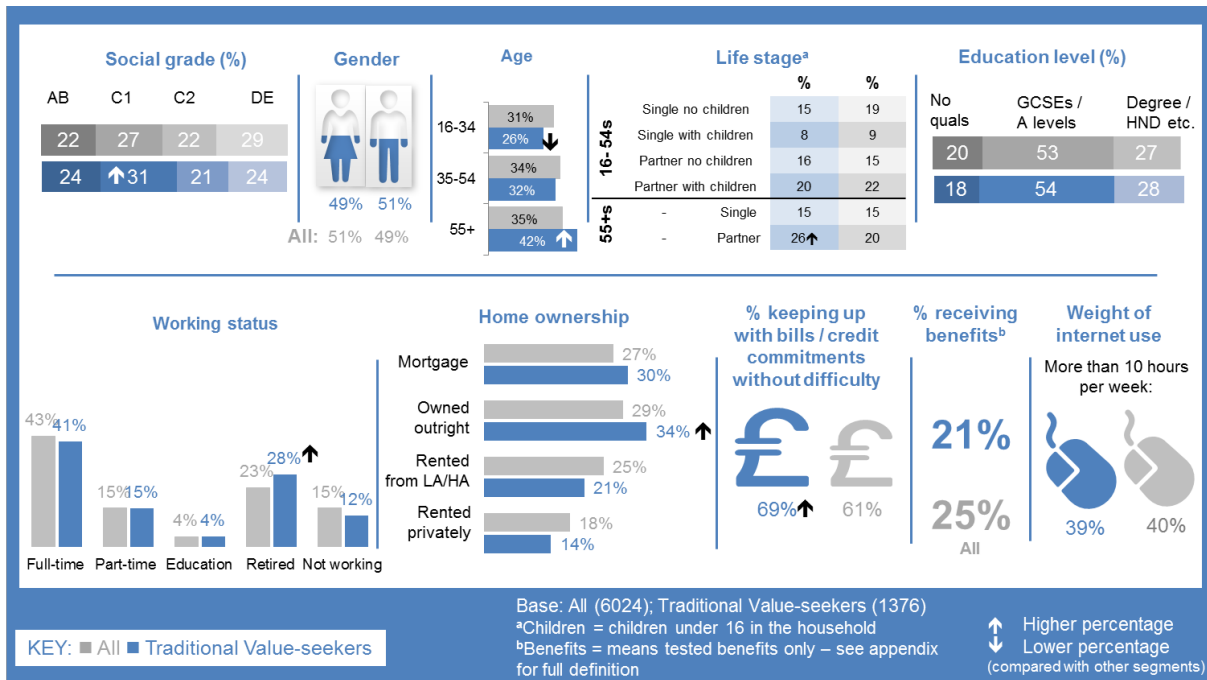 Social grade (%)
AB C1 C2 DE
22 27 22 29
24 31 21 24
Gender
49% 51%
All: 51% 49%
Age
16-34
31%
26%
35-54
34%
32%
55+
35%
42%
Life stageᵃ
% %
16- 54s
Single no children 15 19
Single with children 8 9
Partner no children 16 15
Partner with children 20 22
55+s
- Single 15 15
- Partner 26 20
Education level (%)
No
quals
GCSEs /
A levels
Degree /
HND etc.
20 53 27
18 54 28
Working status
43% 41%
15% 15%
4% 4%
23% 28%
15% 12%
Full-time Part-time Education Retired Not working
Home ownership
Mortgage
27%
30%
Owned
outright
29%
34%
Rented
from LA/HA
25%
21%
Rented
privately
18%
14%
% keeping up
with bills / credit
commitments
without difficulty
£ £
69% 61%
% receiving
benefitsᵇ
21%
25%
All
Weight of
internet use
More than 10 hours
per week:
39% 40%
KEY: All Traditional Value-seekers
Base: All (6024); Traditional Value-seekers (1376)
ᵃChildren = children under 16 in the household
ᵇBenefits = means tested benefits only – see appendix
for full definition
Higher percentage
Lower percentage
(compared with other segments)